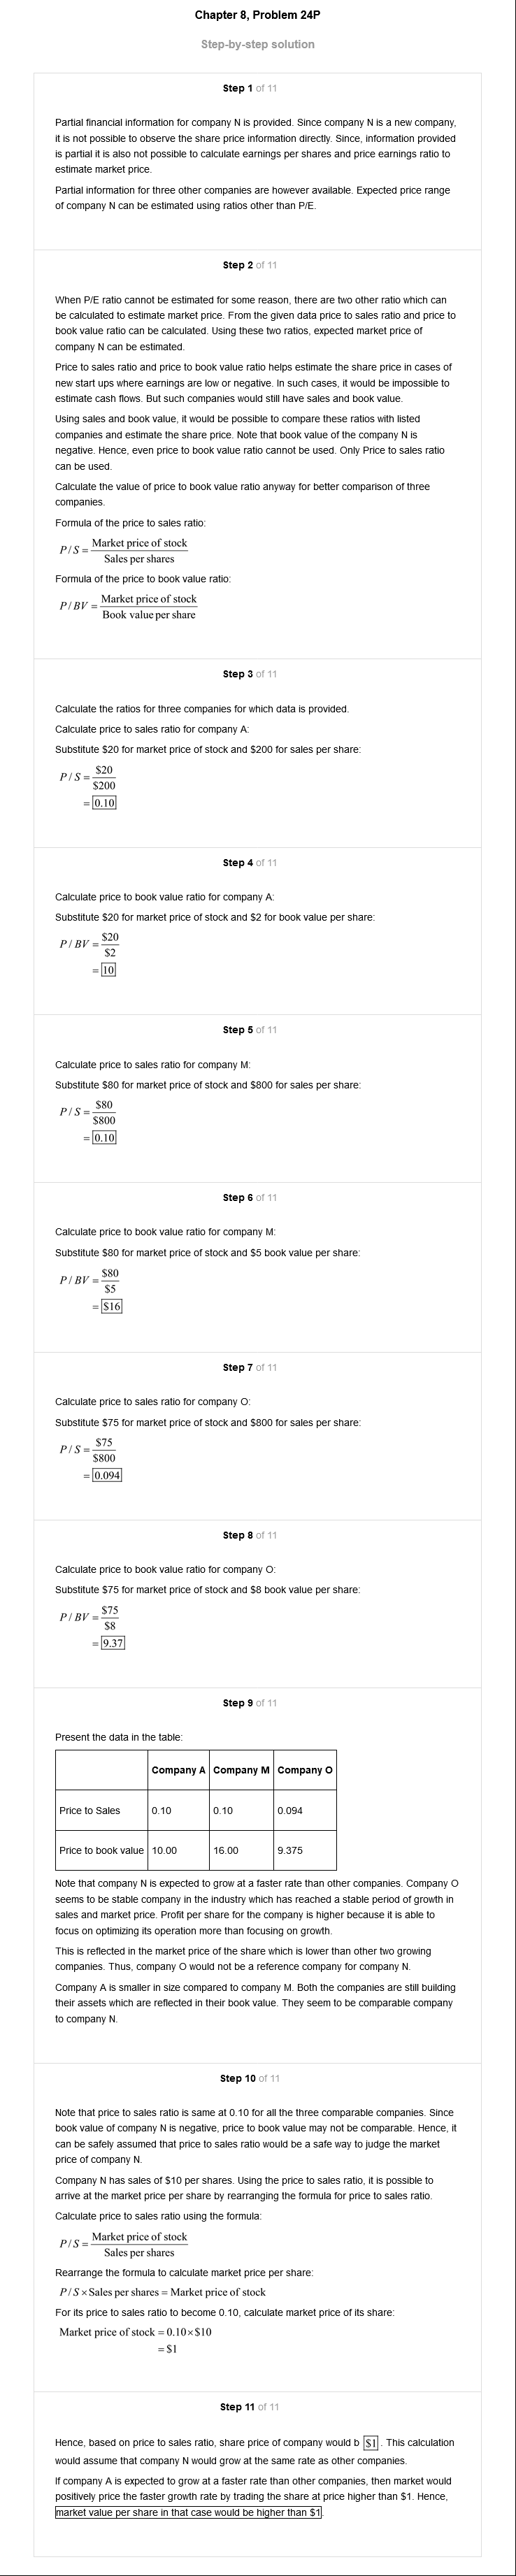 Chapter 8, Problem 24P
Step-by-step solution
Step 1 of 11
Partial financial information for company N is provided. Since company N is a new company,
it is not possible to observe the share price information directly. Since, information provided
is partial it is also not possible to calculate earnings per shares and price earnings ratio to
estimate market price.
Partial information for three other companies are however available. Expected price range
of company N can be estimated using ratios other than P/E.
Step 2 of 11
When P/E ratio cannot be estimated for some reason, there are two other ratio which can
be calculated to estimate market price. From the given data price to sales ratio and price to
book value ratio can be calculated. Using these two ratios, expected market price of
company N can be estimated.
Price to sales ratio and price to book value ratio helps estimate the share price in cases of
new start ups where earnings are low or negative. In such cases, it would be impossible to
estimate cash flows. But such companies would still have sales and book value.
Using sales and book value, it would be possible to compare these ratios with listed
companies and estimate the share price. Note that book value of the company N is
negative. Hence, even price to book value ratio cannot be used. Only Price to sales ratio
can be used.
Calculate the value of price to book value ratio anyway for better comparison of three
companies.
Formula of the price to sales ratio:
P / S = Market price of stock
Sales per shares
Formula of the price to book value ratio:
P / BV = Market price of stock
Book value per share
Step 3 of 11
Calculate the ratios for three companies for which data is provided.
Calculate price to sales ratio for company A:
Substitute $20 for market price of stock and $200 for sales per share:
P / S = $20
$200
= 0.10
Step 4 of 11
Calculate price to book value ratio for company A:
Substitute $20 for market price of stock and $2 for book value per share:
P / BV = $20
$2
= 10
Step 5 of 11
Calculate price to sales ratio for company M:
Substitute $80 for market price of stock and $800 for sales per share:
P / S = $80
$800
= 0.10
Step 6 of 11
Calculate price to book value ratio for company M:
Substitute $80 for market price of stock and $5 book value per share:
P / BV = $80
$5
= $16
Step 7 of 11
Calculate price to sales ratio for company O:
Substitute $75 for market price of stock and $800 for sales per share:
P / S = $75
$800
= 0.094
Step 8 of 11
Calculate price to book value ratio for company O:
Substitute $75 for market price of stock and $8 book value per share:
P / BV = $75
$8
= 9.37
Step 9 of 11
Present the data in the table:
Company A Company M Company O
Price to Sales 0.10 0.10 0.094
Price to book value 10.00 16.00 9.375
Note that company N is expected to grow at a faster rate than other companies. Company O
seems to be stable company in the industry which has reached a stable period of growth in
sales and market price. Profit per share for the company is higher because it is able to
focus on optimizing its operation more than focusing on growth.
This is reflected in the market price of the share which is lower than other two growing
companies. Thus, company O would not be a reference company for company N.
Company A is smaller in size compared to company M. Both the companies are still building
their assets which are reflected in their book value. They seem to be comparable company
to company N.
Step 10 of 11
Note that price to sales ratio is same at 0.10 for all the three comparable companies. Since
book value of company N is negative, price to book value may not be comparable. Hence, it
can be safely assumed that price to sales ratio would be a safe way to judge the market
price of company N.
Company N has sales of $10 per shares. Using the price to sales ratio, it is possible to
arrive at the market price per share by rearranging the formula for price to sales ratio.
Calculate price to sales ratio using the formula:
P / S = Market price of stock
Sales per shares
Rearrange the formula to calculate market price per share:
P / S × Sales per shares = Market price of stock
For its price to sales ratio to become 0.10, calculate market price of its share:
Market price of stock = 0.10 × $10
= $1
Step 11 of 11
Hence, based on price to sales ratio, share price of company would b $1 . This calculation
would assume that company N would grow at the same rate as other companies.
If company A is expected to grow at a faster rate than other companies, then market would
positively price the faster growth rate by trading the share at price higher than $1. Hence,
market value per share in that case would be higher than $1.